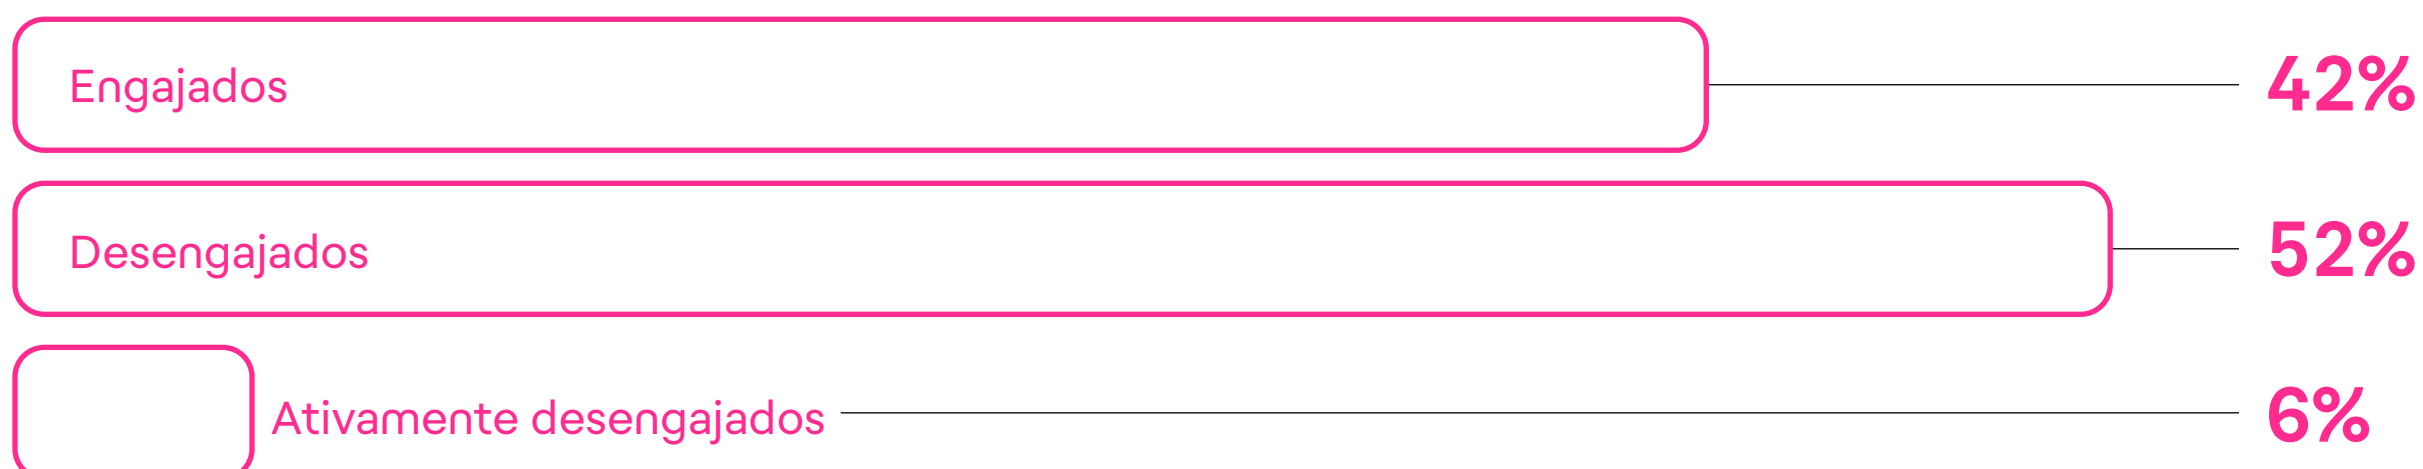 Engajados 42%
Desengajados 52%
Ativamente desengajados 6%